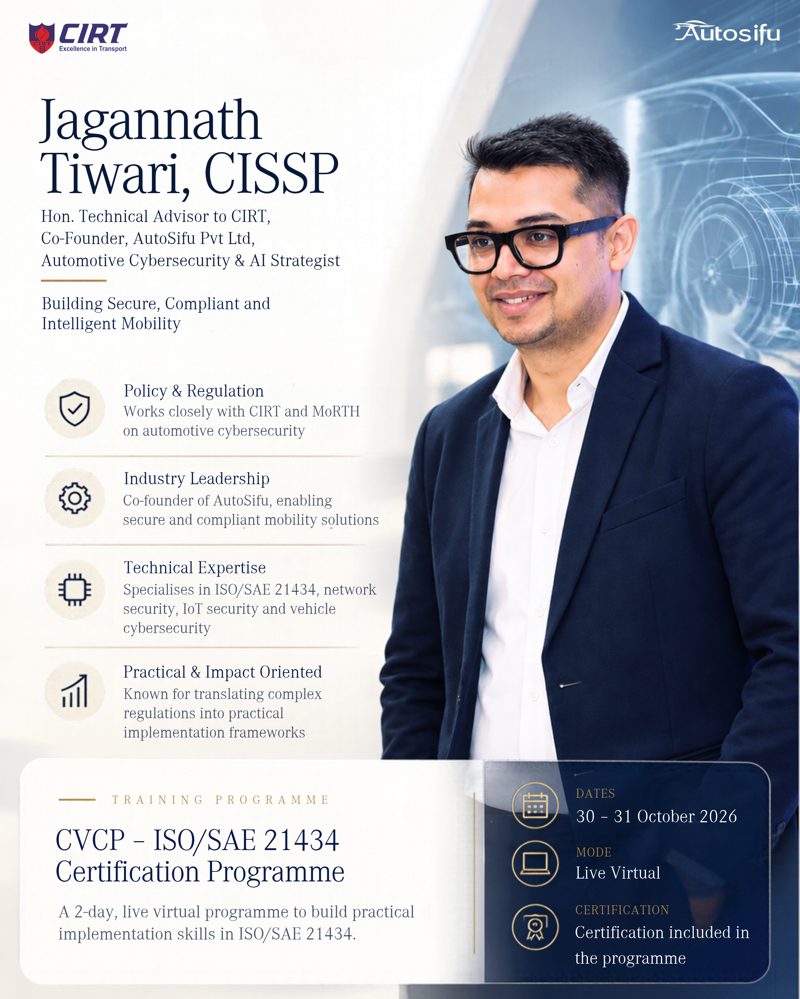 CIRT
Excellence in Transport
Autosifu
Jagannath
Tiwari, CISSP
Hon. Technical Advisor to CIRT,
Co-Founder, AutoSifu Pvt Ltd,
Automotive Cybersecurity & AI Strategist
Building Secure, Compliant and
Intelligent Mobility
Policy & Regulation
Works closely with CIRT and MoRTH
on automotive cybersecurity
Industry Leadership
Co-founder of AutoSifu, enabling
secure and compliant mobility solutions
Technical Expertise
Specialises in ISO/SAE 21434, network
security, IoT security and vehicle
cybersecurity
Practical & Impact Oriented
Known for translating complex
regulations into practical
implementation frameworks
TRAINING PROGRAMME
CVCP – ISO/SAE 21434
Certification Programme
A 2-day, live virtual programme to build practical
implementation skills in ISO/SAE 21434.
DATES
30 – 31 October 2026
MODE
Live Virtual
CERTIFICATION
Certification included in
the programme